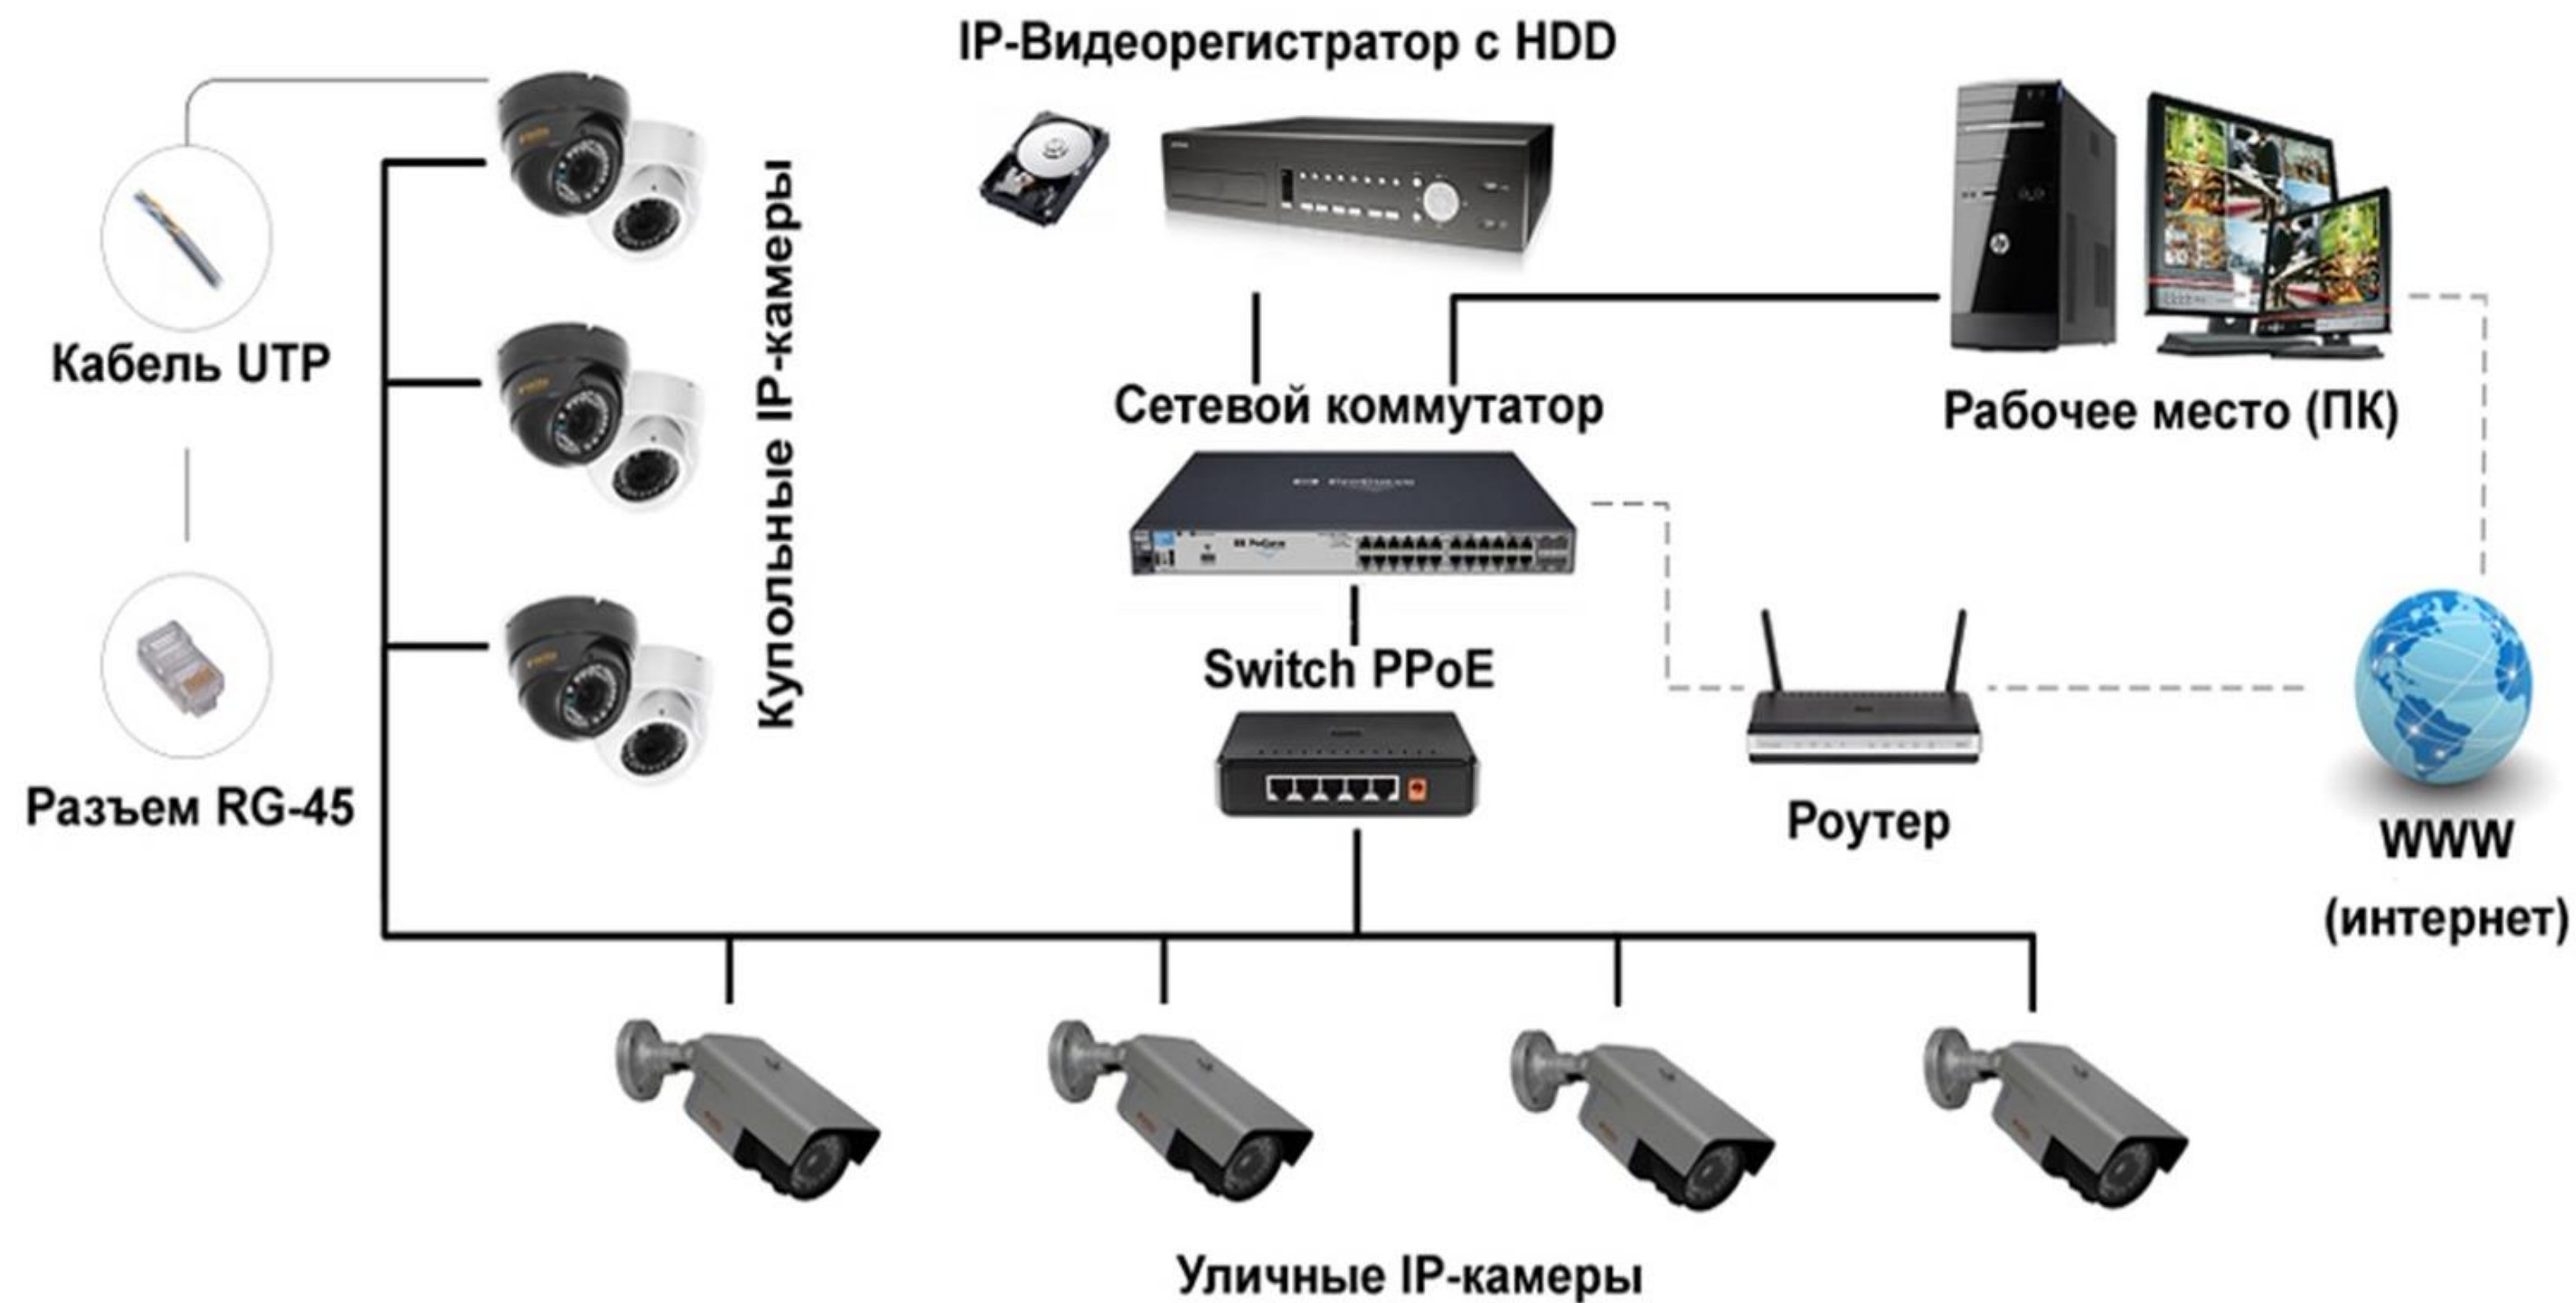 IP-Видеорегистратор с HDD
Кабель UTP
Купольные IP-камеры
Сетевой коммутатор
Рабочее место (ПК)
Switch PPoE
Разъем RG-45
Роутер
WWW
(интернет)
Уличные IP-камеры